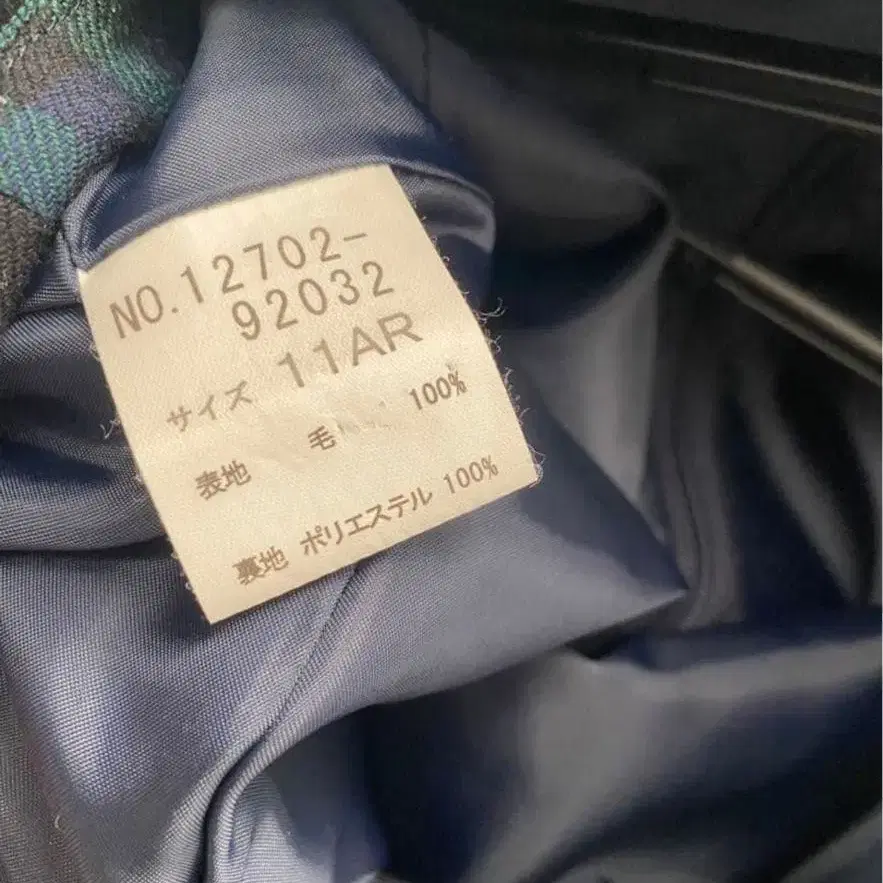 NO.12702-
92032
サイズ 11AR
表地 毛 100%
裏地 ポリエステル 100%